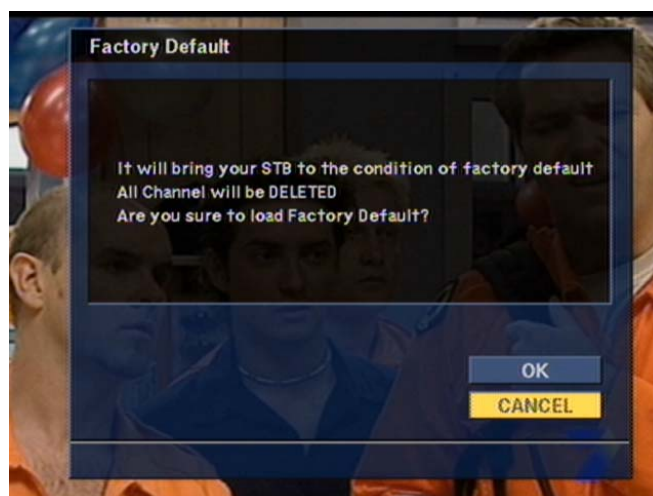 Factory Default
It will bring your STB to the condition of factory default
All Channel will be DELETED
Are you sure to load Factory Default?
OK
CANCEL